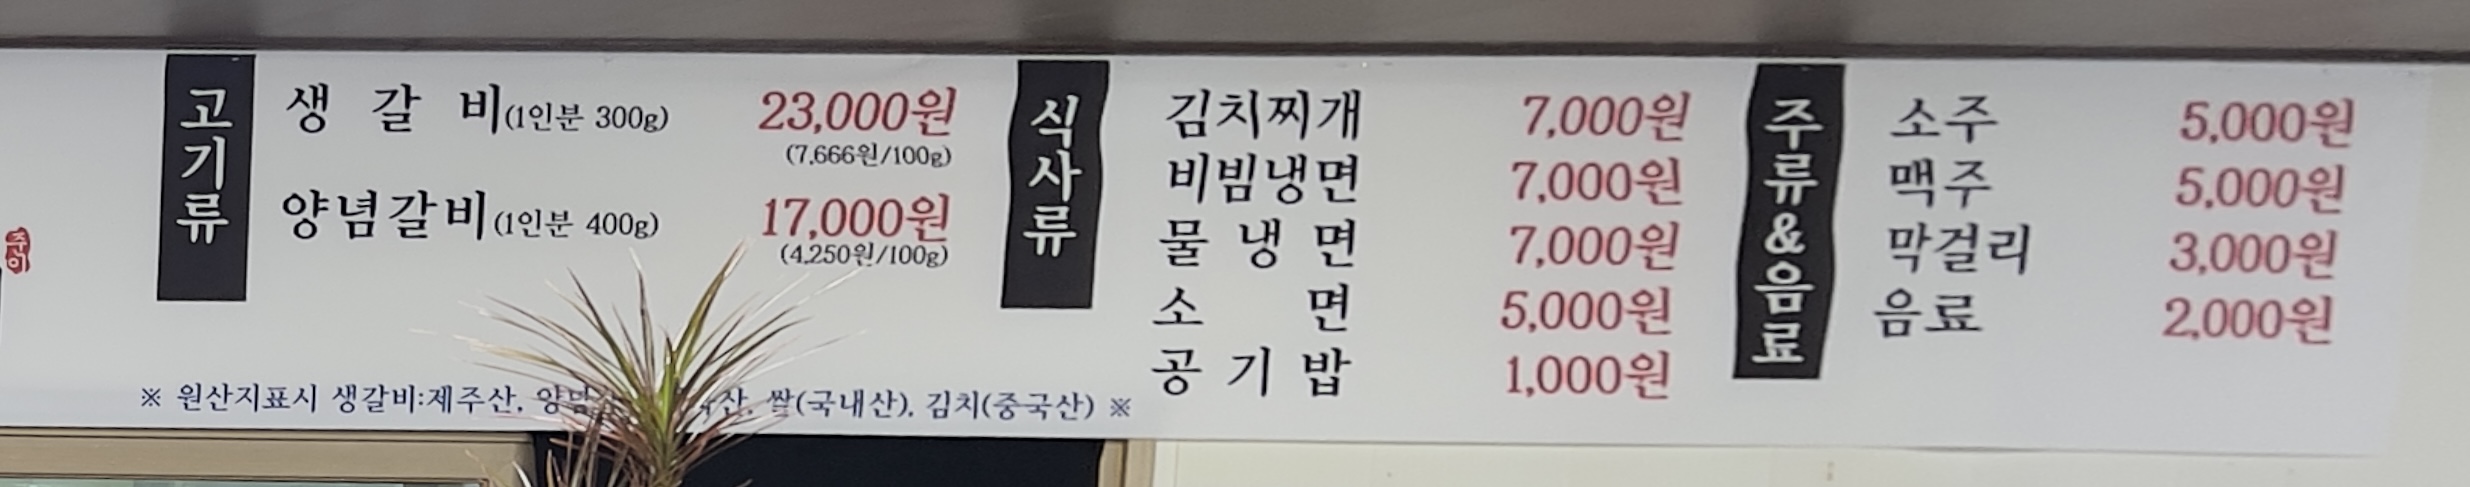 고기류
생 갈 비(1인분 300g) 23,000원
(7,666원/100g)
양념갈비(1인분 400g) 17,000원
(4,250원/100g)
식사류
김치찌개 7,000원
비빔냉면 7,000원
물 냉 면 7,000원
소 면 5,000원
공 기 밥 1,000원
주류&음료
소주 5,000원
맥주 5,000원
막걸리 3,000원
음료 2,000원
※ 원산지표시 생갈비:제주산, 쌀(국내산), 김치(중국산) ※